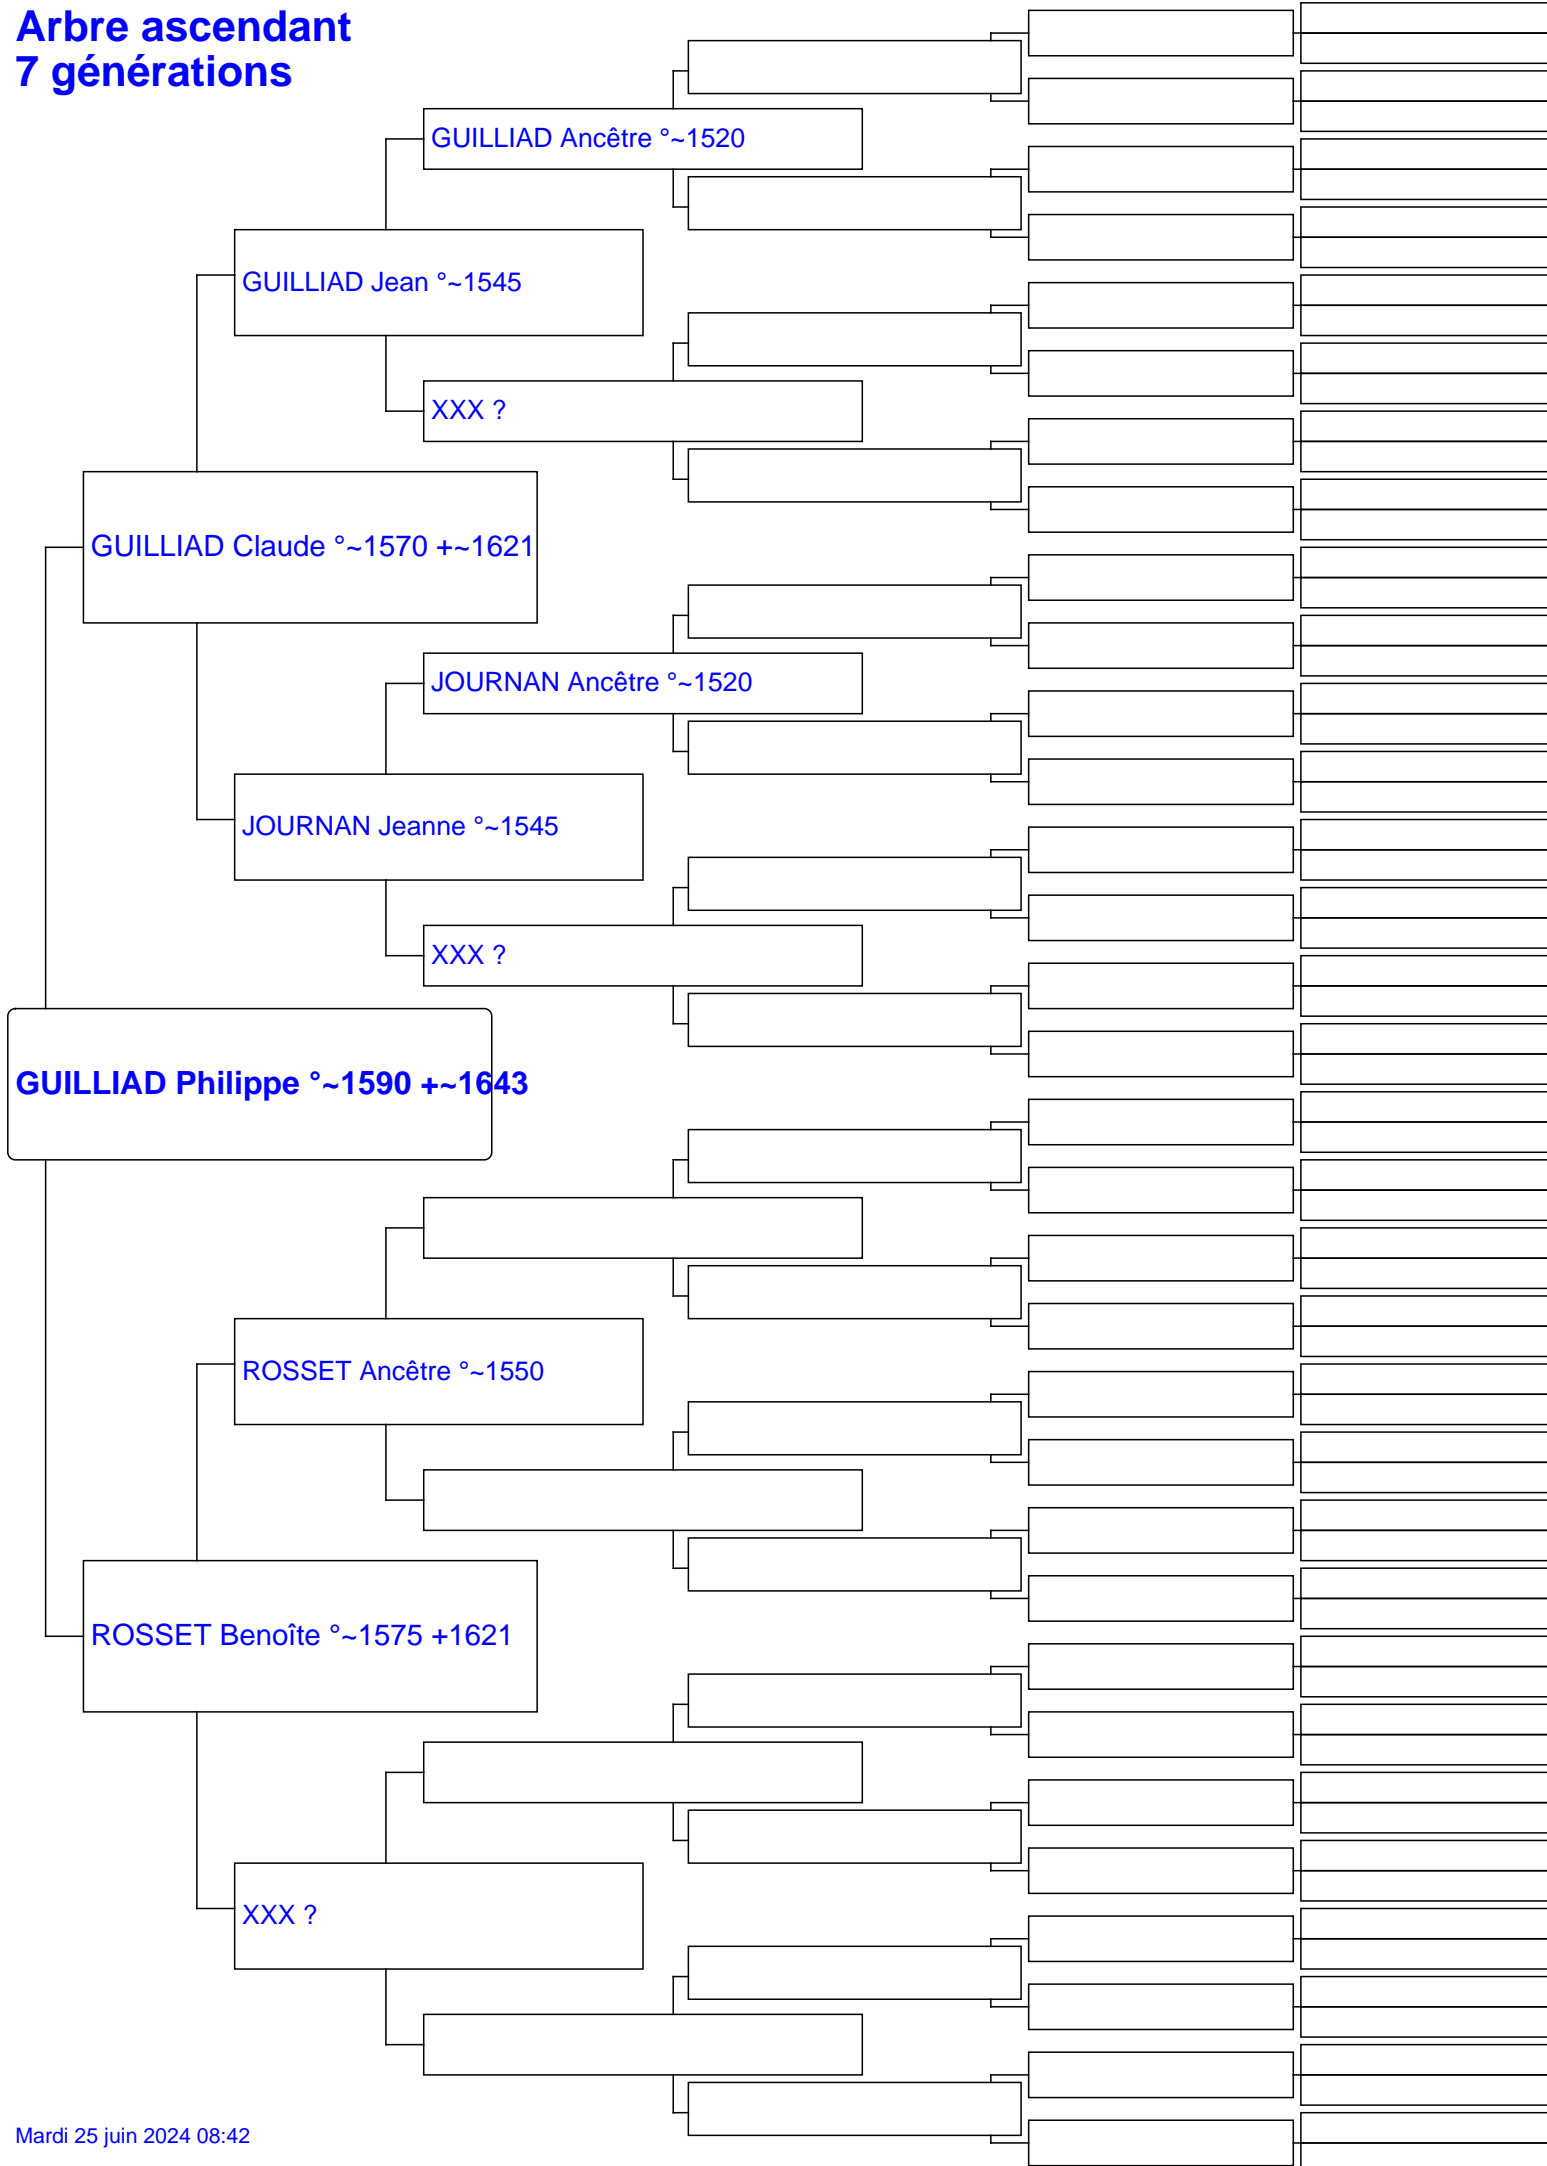 Arbre ascendant
7 générations
GUILLIAD Ancêtre °~1520
GUILLIAD Jean °~1545
XXX ?
GUILLIAD Claude °~1570 +~1621
JOURNAN Ancêtre °~1520
JOURNAN Jeanne °~1545
XXX ?
GUILLIAD Philippe °~1590 +~1643
ROSSET Ancêtre °~1550
ROSSET Benoîte °~1575 +1621
XXX ?
Mardi 25 juin 2024 08:42